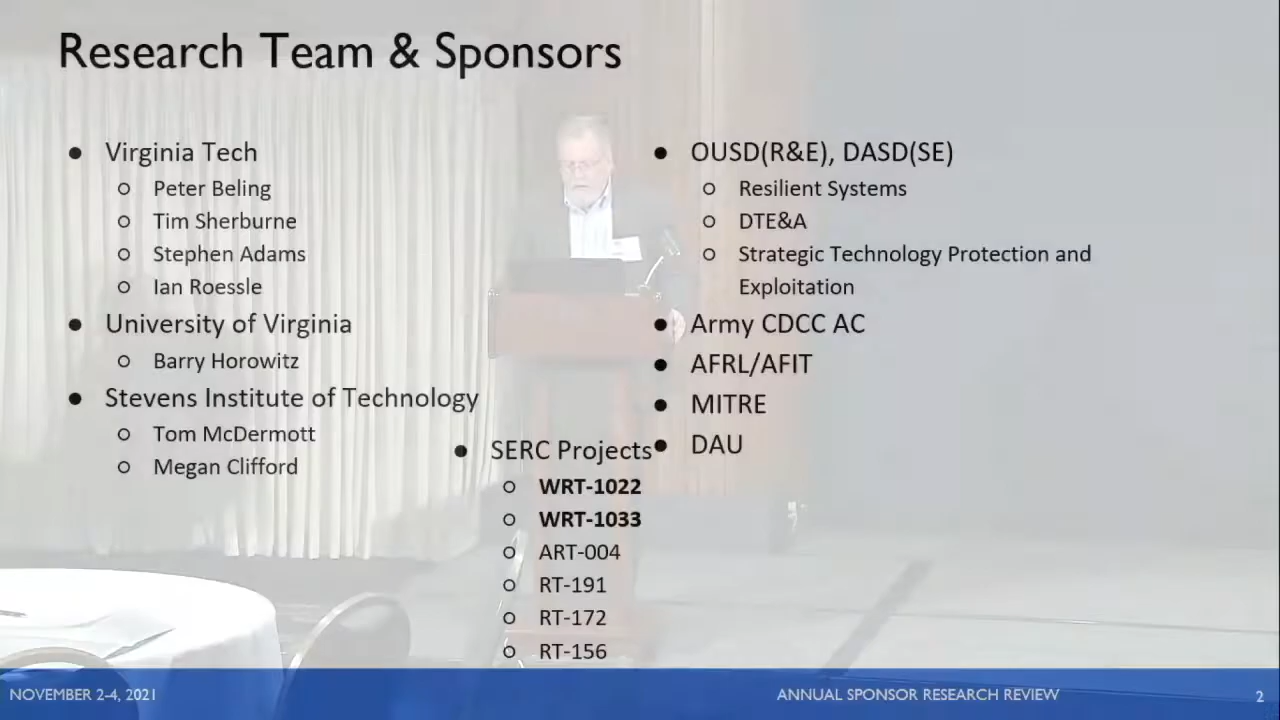 Research Team & Sponsors
● Virginia Tech
○ Peter Beling
○ Tim Sherburne
○ Stephen Adams
○ Ian Roessle
● University of Virginia
○ Barry Horowitz
● Stevens Institute of Technology
○ Tom McDermott
○ Megan Clifford
● SERC Projects
○ WRT-1022
○ WRT-1033
○ ART-004
○ RT-191
○ RT-172
○ RT-156
● OUSD(R&E), DASD(SE)
○ Resilient Systems
○ DTE&A
○ Strategic Technology Protection and
Exploitation
● Army CDCC AC
● AFRL/AFIT
● MITRE
● DAU
NOVEMBER 2-4, 2021
ANNUAL SPONSOR RESEARCH REVIEW
2